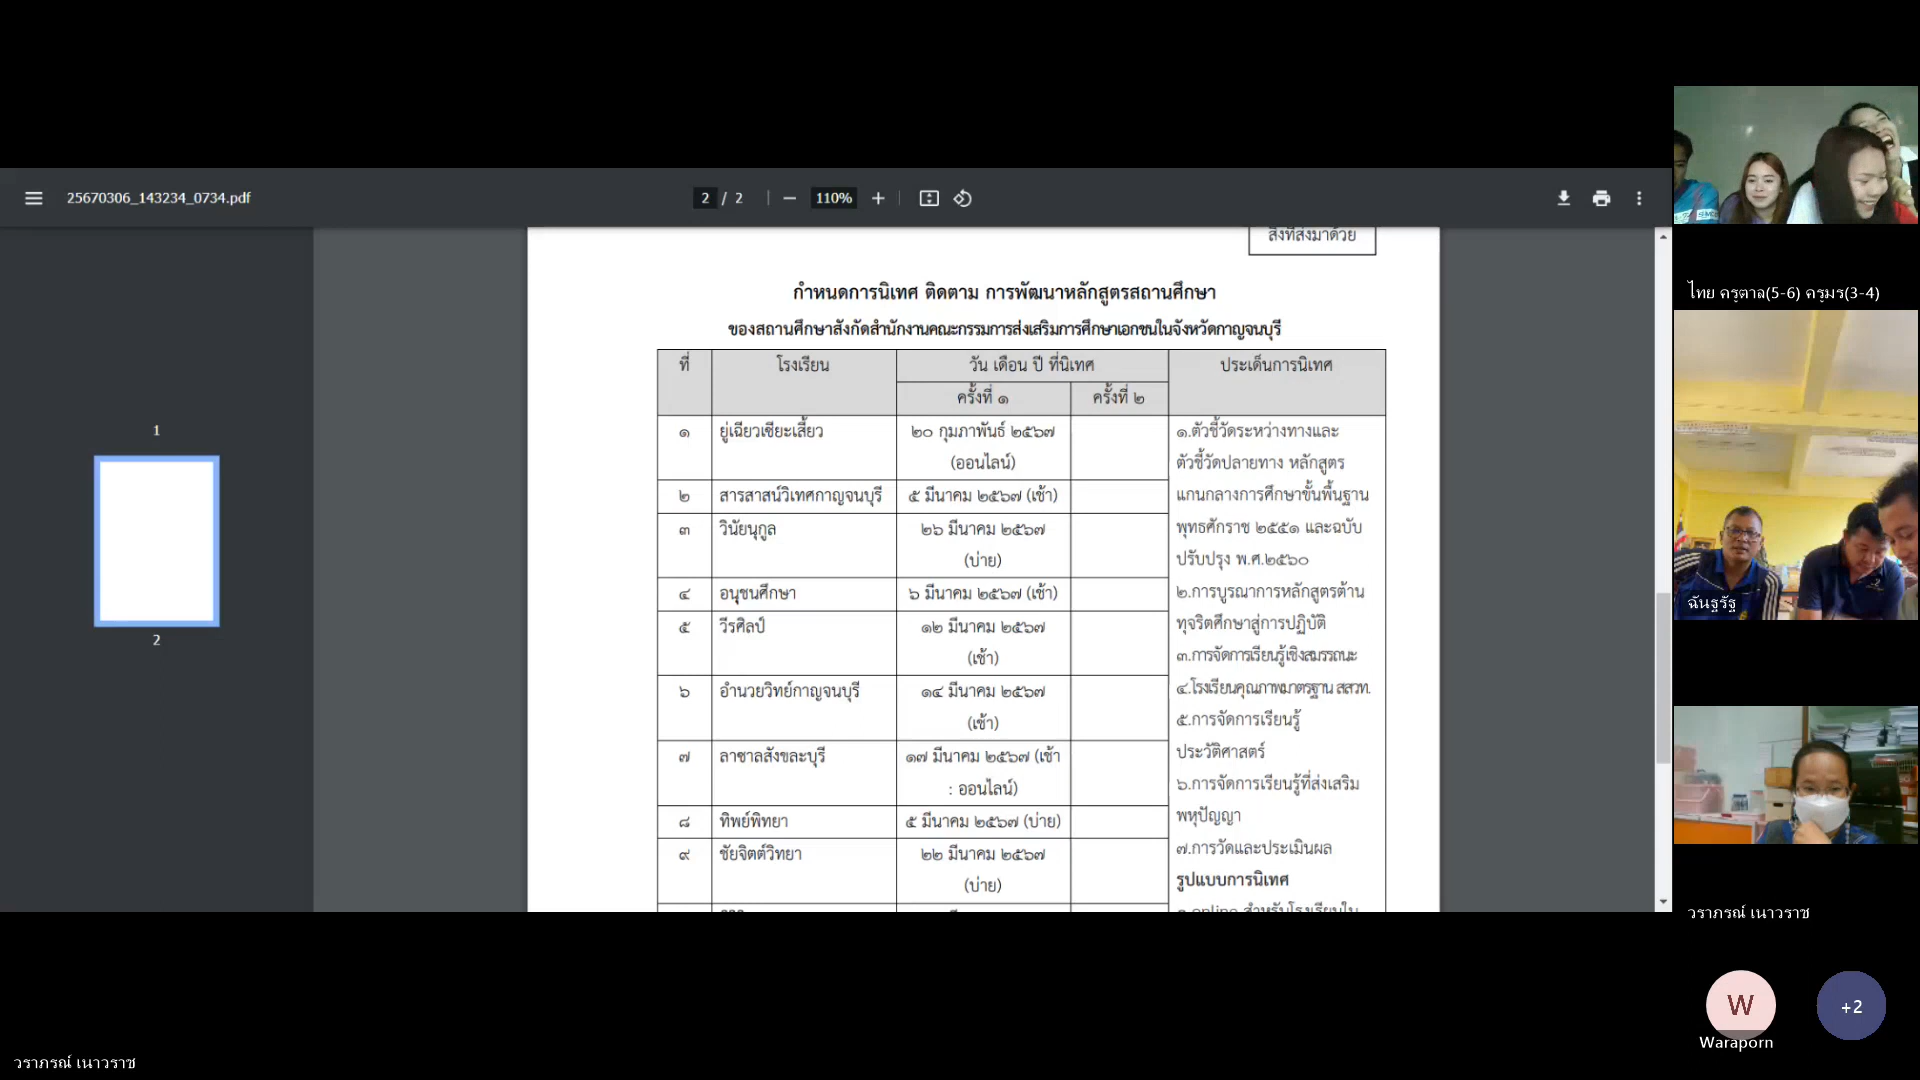 25670306_143234_0734.pdf
2 / 2
110%
1
2
สิ่งที่ส่งมาด้วย
กำหนดการนิเทศ ติดตาม การพัฒนาหลักสูตรสถานศึกษา
ของสถานศึกษาสังกัดสำนักงานคณะกรรมการส่งเสริมการศึกษาเอกชนในจังหวัดกาญจนบุรี
ที่ โรงเรียน วัน เดือน ปี ที่นิเทศ ประเด็นการนิเทศ
ครั้งที่ ๑ ครั้งที่ ๒
๑ ยู่เฉียวเซียะเสี้ยว ๒๐ กุมภาพันธ์ ๒๕๖๗
(ออนไลน์)
๒ สารสาสน์วิเทศกาญจนบุรี ๕ มีนาคม ๒๕๖๗ (เช้า)
๓ วินัยนุกูล ๒๖ มีนาคม ๒๕๖๗
(บ่าย)
๔ อนุชนศึกษา ๖ มีนาคม ๒๕๖๗ (เช้า)
๕ วีรศิลป์ ๑๒ มีนาคม ๒๕๖๗
(เช้า)
๖ อำนวยวิทย์กาญจนบุรี ๑๔ มีนาคม ๒๕๖๗
(เช้า)
๗ ลาซาลสังขละบุรี ๑๗ มีนาคม ๒๕๖๗ (เช้า
: ออนไลน์)
๘ ทิพย์พิทยา ๕ มีนาคม ๒๕๖๗ (บ่าย)
๙ ชัยจิตต์วิทยา ๒๒ มีนาคม ๒๕๖๗
(บ่าย)
๑.ตัวชี้วัดระหว่างทางและ
ตัวชี้วัดปลายทาง หลักสูตร
แกนกลางการศึกษาขั้นพื้นฐาน
พุทธศักราช ๒๕๕๑ และฉบับ
ปรับปรุง พ.ศ.๒๕๖๐
๒.การบูรณาการหลักสูตรต้าน
ทุจริตศึกษาสู่การปฏิบัติ
๓.การจัดการเรียนรู้เชิงสมรรถนะ
๔.โรงเรียนคุณภาพมาตรฐาน สสวท.
๕.การจัดการเรียนรู้
ประวัติศาสตร์
๖.การจัดการเรียนรู้ที่ส่งเสริม
พหุปัญญา
๗.การวัดและประเมินผล
รูปแบบการนิเทศ
๑.online สำหรับโรงเรียนใน
ไทย ครูตาล(5-6) ครูมร(3-4)
ฉันฐรัฐ
วราภรณ์ เนาวราช
W
+2
Waraporn
วราภรณ์ เนาวราช